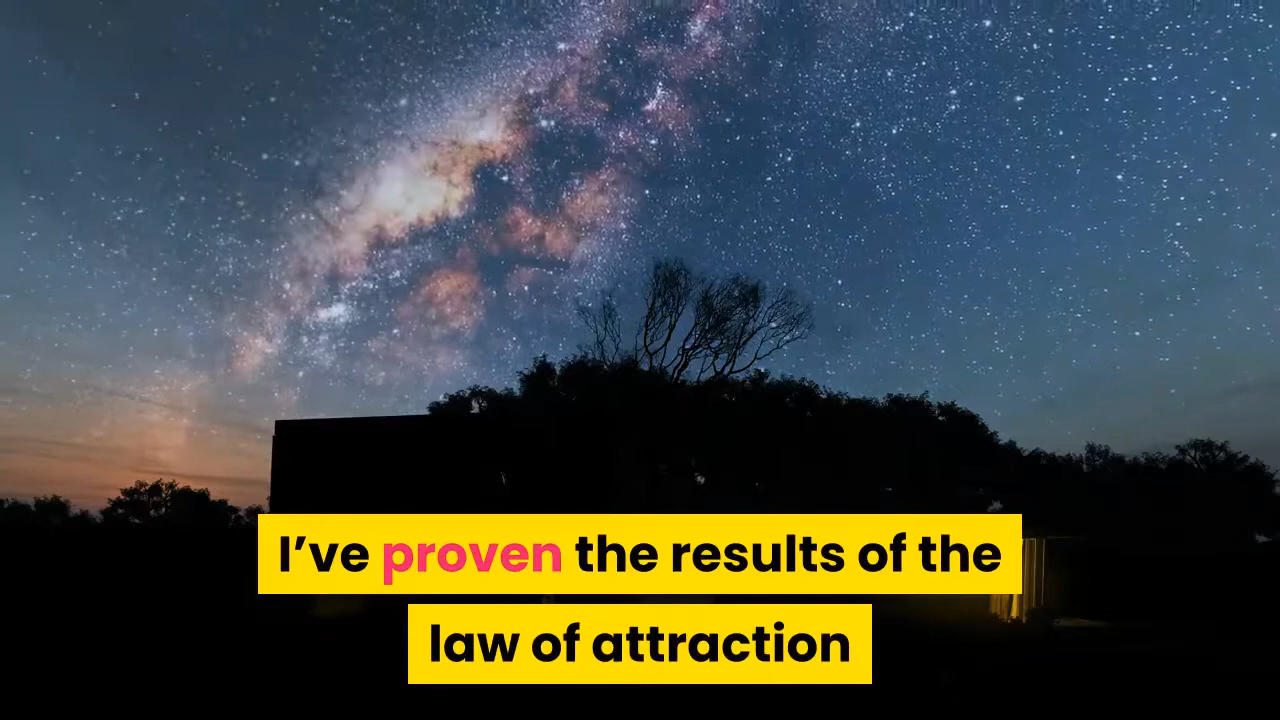 I’ve proven the results of the
law of attraction